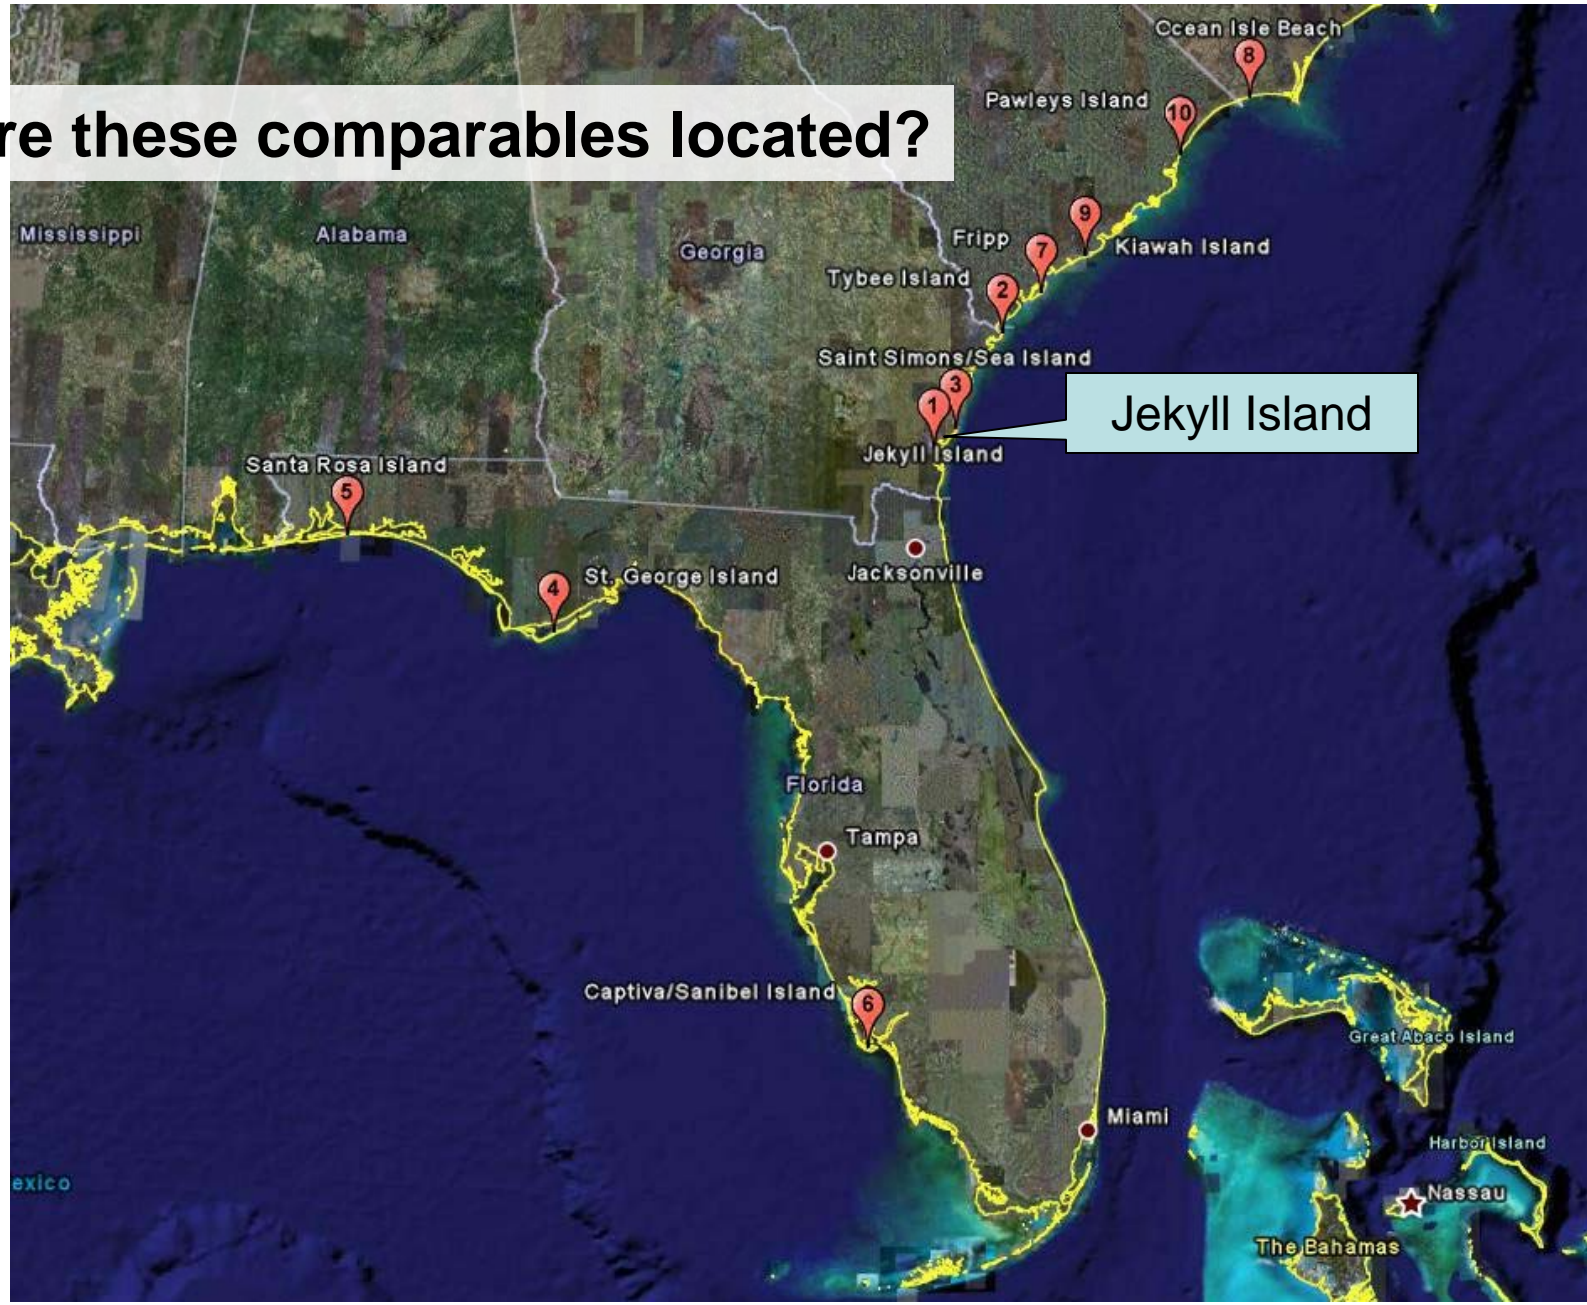 Ocean Isle Beach
8
Pawleys Island
10
re these comparables located?
Mississippi
Alabama
Georgia
9
Fripp
7
Kiawah Island
Tybee Island
2
Saint Simons/Sea Island
3
1
Jekyll Island
Jekyll Island
Santa Rosa Island
5
St. George Island
4
Jacksonville
Florida
Tampa
Captiva/Sanibel Island
6
Great Abaco Island
Miami
Harbor Island
exico
Nassau
The Bahamas